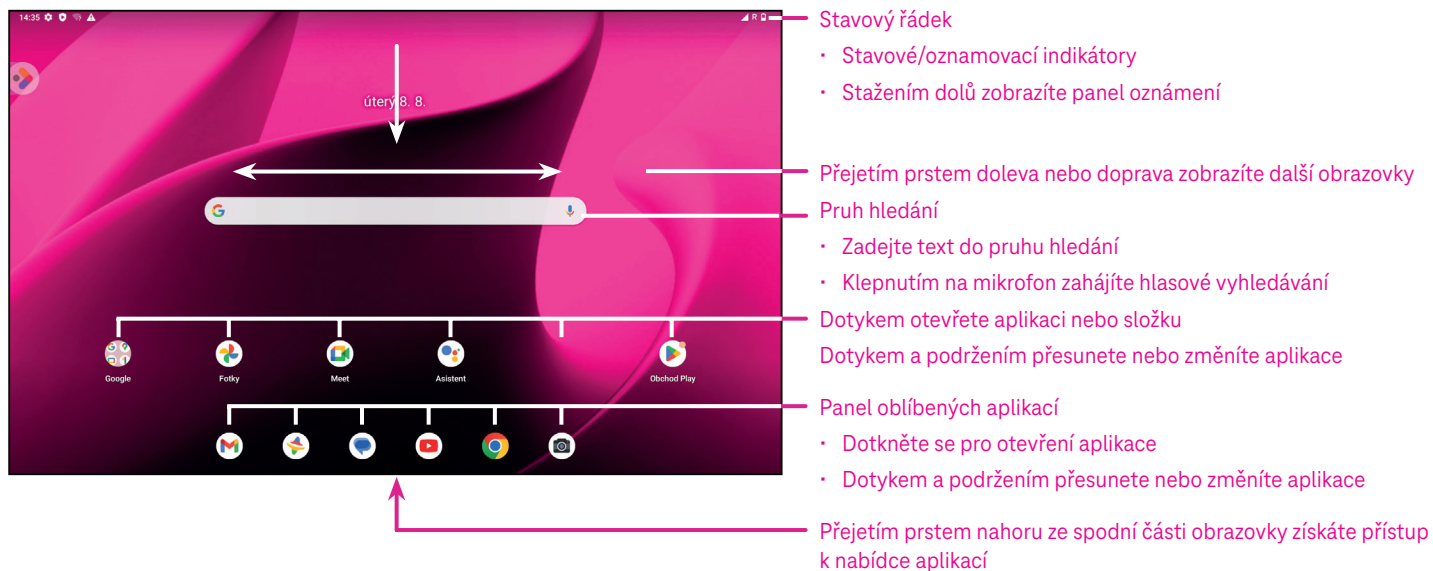 14:35
R
úterý 8. 8.
Google
Fotky
Meet
Asistent
Obchod Play
Stavový řádek
· Stavové/oznamovací indikátory
· Stažením dolů zobrazíte panel oznámení
Přejetím prstem doleva nebo doprava zobrazíte další obrazovky
Pruh hledání
· Zadejte text do pruhu hledání
· Klepnutím na mikrofon zahájíte hlasové vyhledávání
Dotykem otevřete aplikaci nebo složku
Dotykem a podržením přesunete nebo změníte aplikace
Panel oblíbených aplikací
· Dotkněte se pro otevření aplikace
· Dotykem a podržením přesunete nebo změníte aplikace
Přejetím prstem nahoru ze spodní části obrazovky získáte přístup
k nabídce aplikací